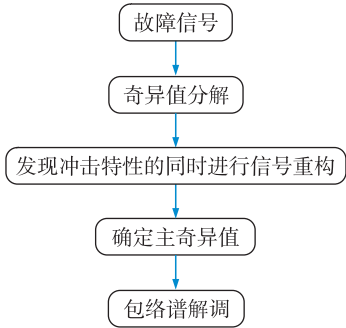 故障信号
奇异值分解
发现冲击特性的同时进行信号重构
确定主奇异值
包络谱解调